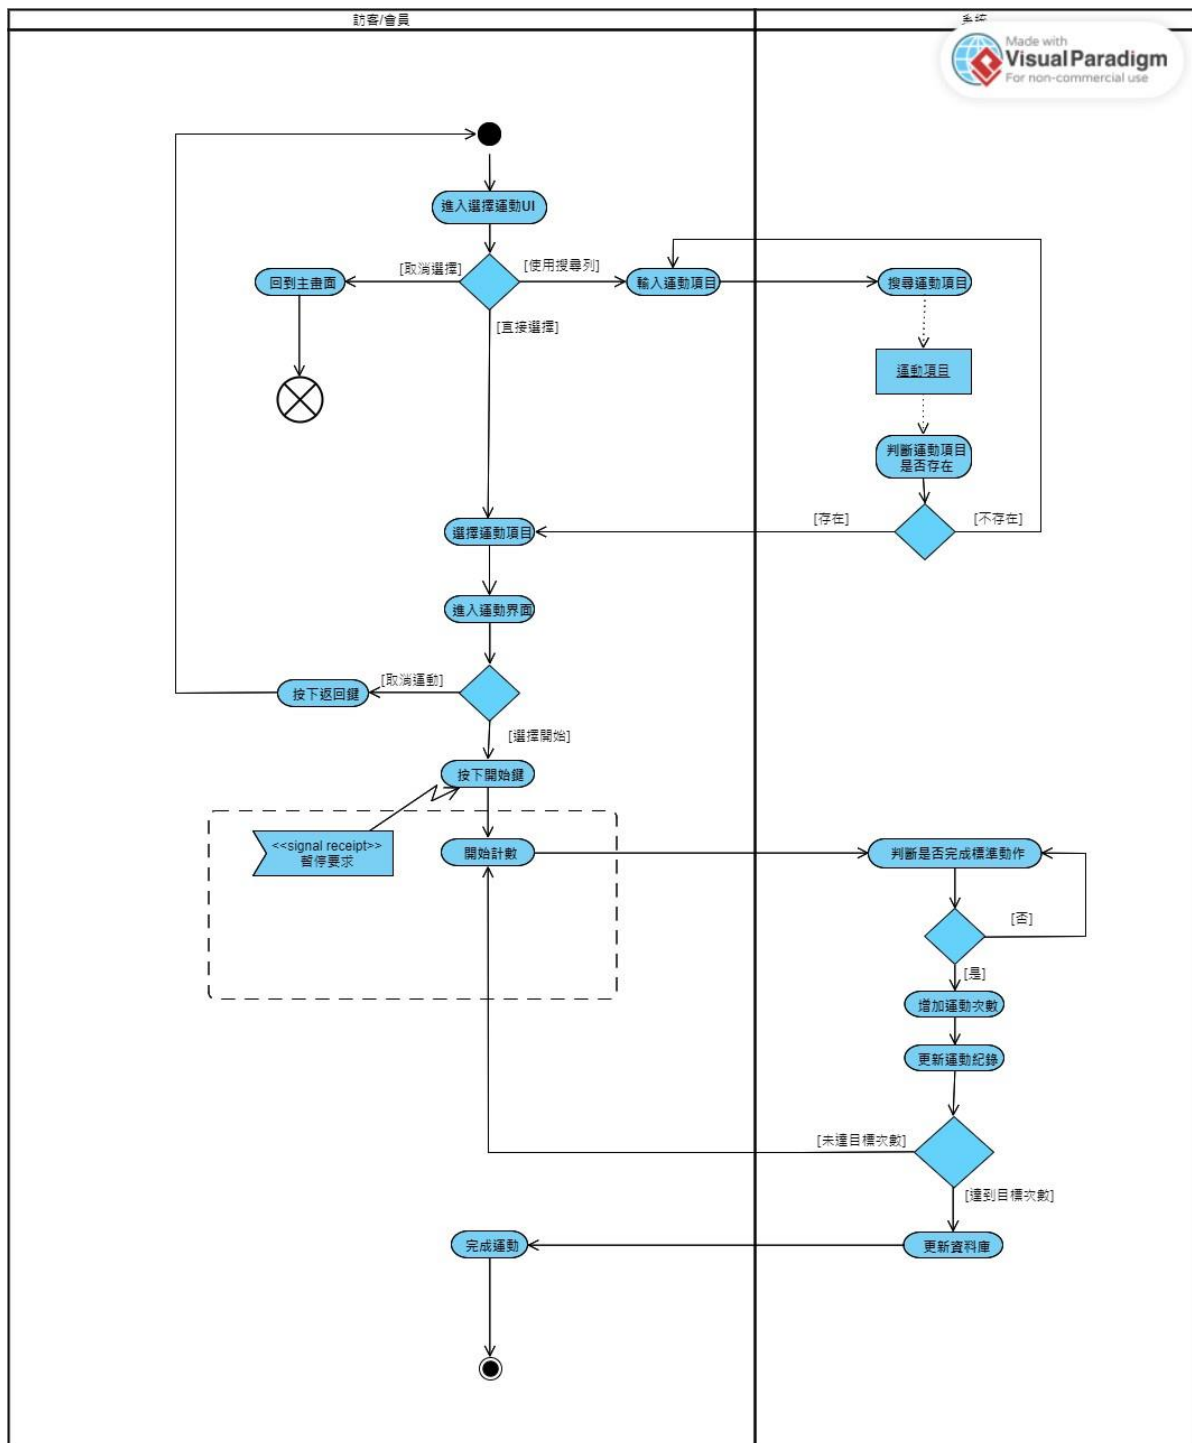 訪客/會員
系統
Made with
Visual Paradigm
For non-commercial use
進入選擇運動UI
[取消選擇]
[使用搜尋列]
回到主畫面
輸入運動項目
搜尋運動項目
[直接選擇]
運動項目
判斷運動項目
是否存在
[存在]
[不存在]
選擇運動項目
進入運動界面
[取消運動]
按下返回鍵
[選擇開始]
按下開始鍵
<<signal receipt>>
暫停要求
開始計數
判斷是否完成標準動作
[否]
[是]
增加運動次數
更新運動紀錄
[未達目標次數]
[達到目標次數]
完成運動
更新資料庫